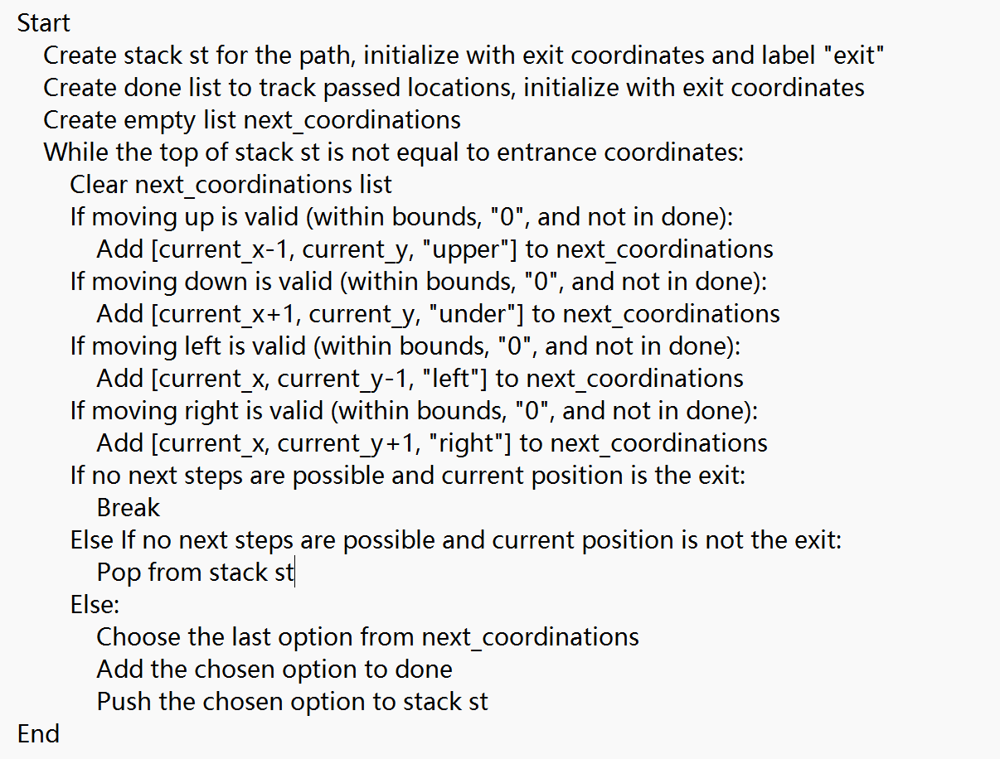 Start
Create stack st for the path, initialize with exit coordinates and label "exit"
Create done list to track passed locations, initialize with exit coordinates
Create empty list next_coordinations
While the top of stack st is not equal to entrance coordinates:
Clear next_coordinations list
If moving up is valid (within bounds, "0", and not in done):
Add [current_x-1, current_y, "upper"] to next_coordinations
If moving down is valid (within bounds, "0", and not in done):
Add [current_x+1, current_y, "under"] to next_coordinations
If moving left is valid (within bounds, "0", and not in done):
Add [current_x, current_y-1, "left"] to next_coordinations
If moving right is valid (within bounds, "0", and not in done):
Add [current_x, current_y+1, "right"] to next_coordinations
If no next steps are possible and current position is the exit:
Break
Else If no next steps are possible and current position is not the exit:
Pop from stack st
Else:
Choose the last option from next_coordinations
Add the chosen option to done
Push the chosen option to stack st
End